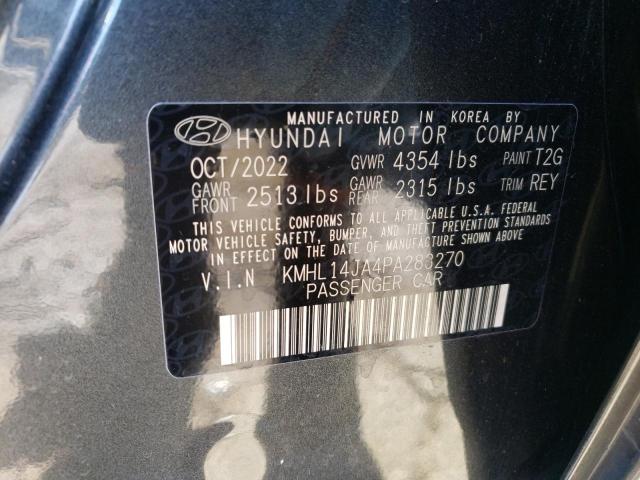 MANUFACTURED IN KOREA BY
HYUNDAI MOTOR COMPANY
OCT/2022 GVWR 4354 lbs PAINT T2G
GAWR FRONT 2513 lbs GAWR REAR 2315 lbs TRIM REY
THIS VEHICLE CONFORMS TO ALL APPLICABLE U.S.A. FEDERAL
MOTOR VEHICLE SAFETY, BUMPER, AND THEFT PREVENTION STANDARDS
IN EFFECT ON THE DATE OF MANUFACTURE SHOWN ABOVE.
V.I.N KMHL14JA4PA283270
PASSENGER CAR